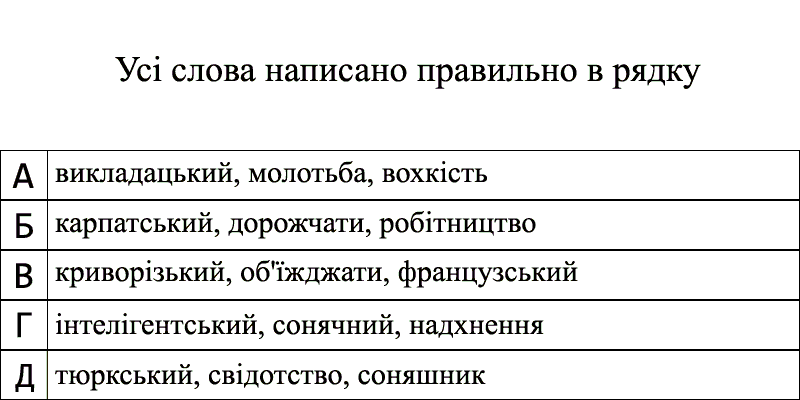 Усі слова написано правильно в рядку
А викладацький, молотьба, вохкість
Б карпатський, дорожчати, робітництво
В криворізький, об'їжджати, французський
Г інтелігентський, сонячний, надхнення
Д тюркський, свідотство, соняшник